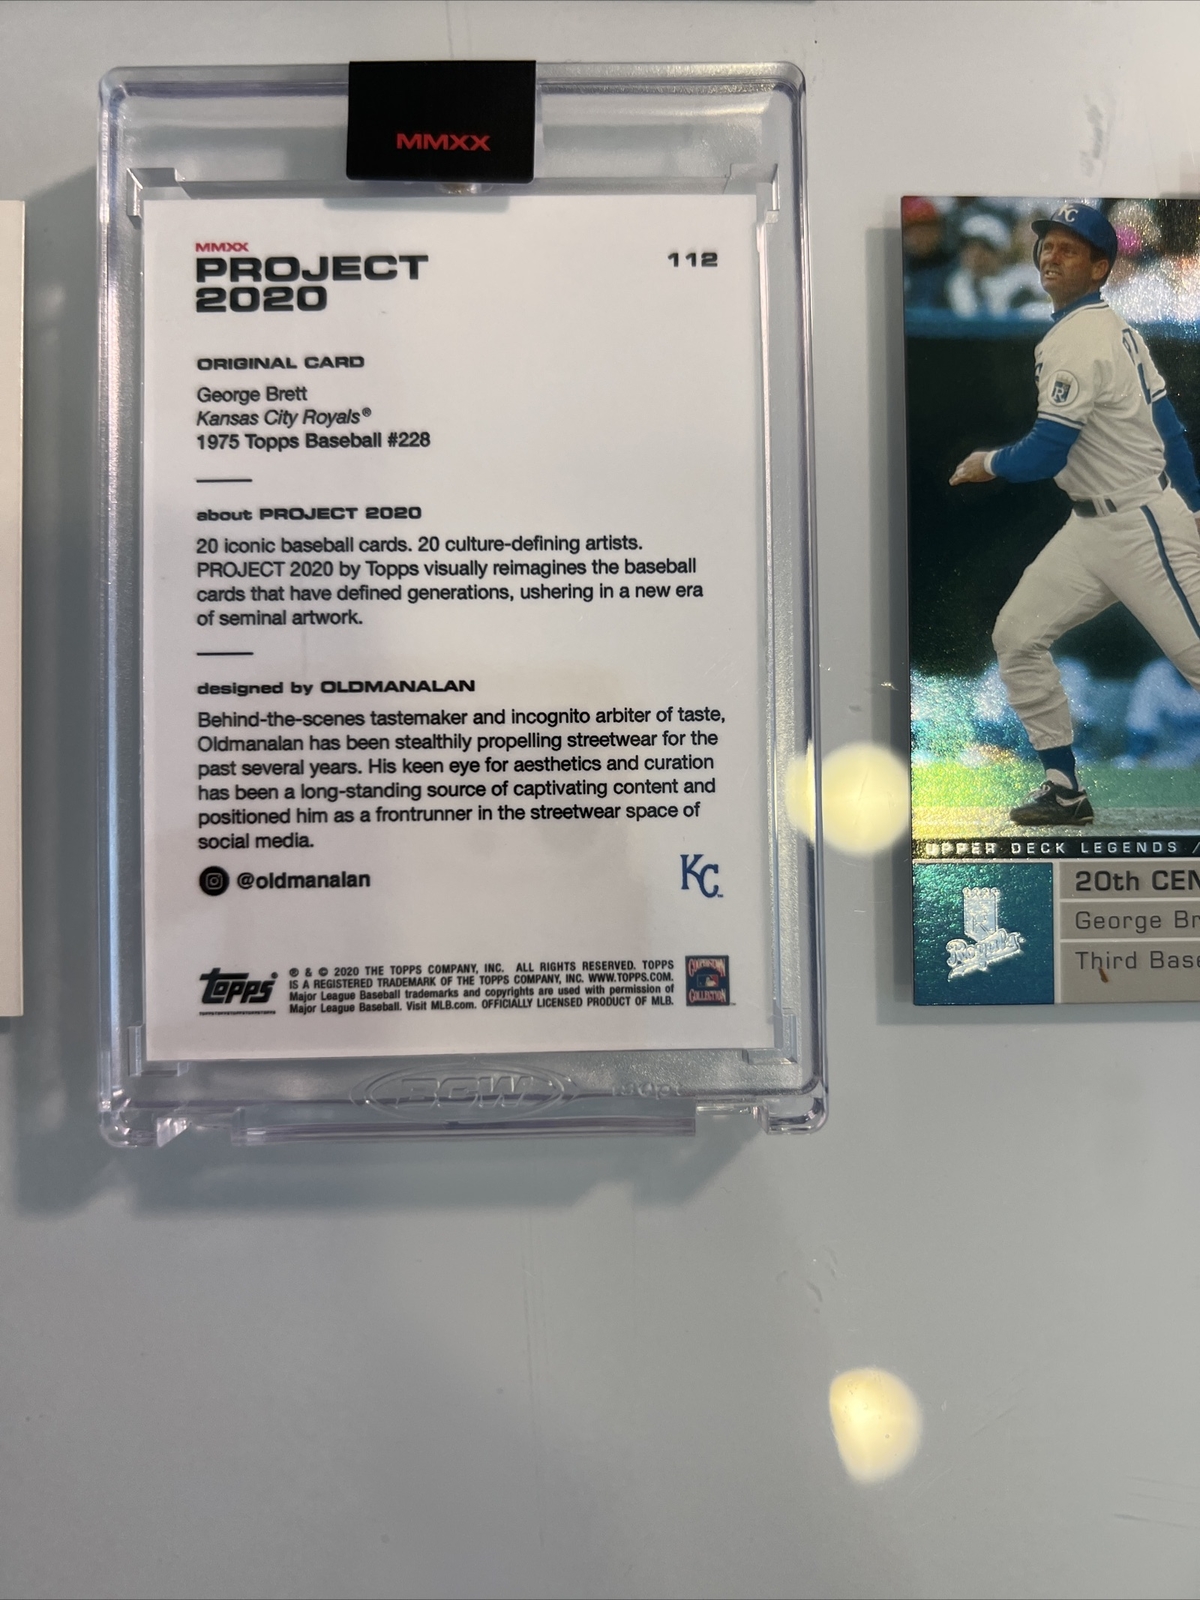 MMXX
MMXX
PROJECT
2020
112
ORIGINAL CARD
George Brett
Kansas City Royals®
1975 Topps Baseball #228
about PROJECT 2020
20 iconic baseball cards. 20 culture-defining artists.
PROJECT 2020 by Topps visually reimagines the baseball
cards that have defined generations, ushering in a new era
of seminal artwork.
designed by OLDMANALAN
Behind-the-scenes tastemaker and incognito arbiter of taste,
Oldmanalan has been stealthily propelling streetwear for the
past several years. His keen eye for aesthetics and curation
has been a long-standing source of captivating content and
positioned him as a frontrunner in the streetwear space of
social media.
@oldmanalan
KC
Topps®
® & © 2020 THE TOPPS COMPANY, INC. ALL RIGHTS RESERVED. TOPPS
IS A REGISTERED TRADEMARK OF THE TOPPS COMPANY, INC. WWW.TOPPS.COM.
Major League Baseball trademarks and copyrights are used with permission of
Major League Baseball. Visit MLB.com. OFFICIALLY LICENSED PRODUCT OF MLB.
COOPERSTOWN
COLLECTION
BCW
KC
R
UPPER DECK LEGENDS /
20th CEN
George Br
Third Base
Royals